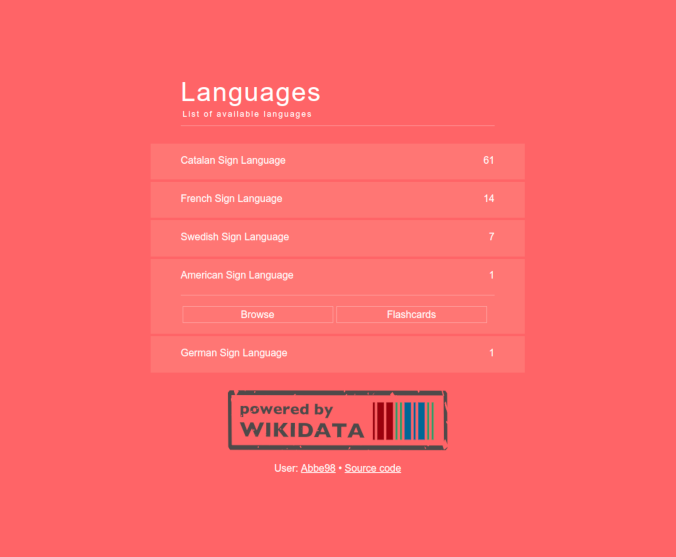 Languages
List of available languages
Catalan Sign Language 61
French Sign Language 14
Swedish Sign Language 7
American Sign Language 1
Browse Flashcards
German Sign Language 1
powered by
WIKIDATA
User: Abbe98 • Source code